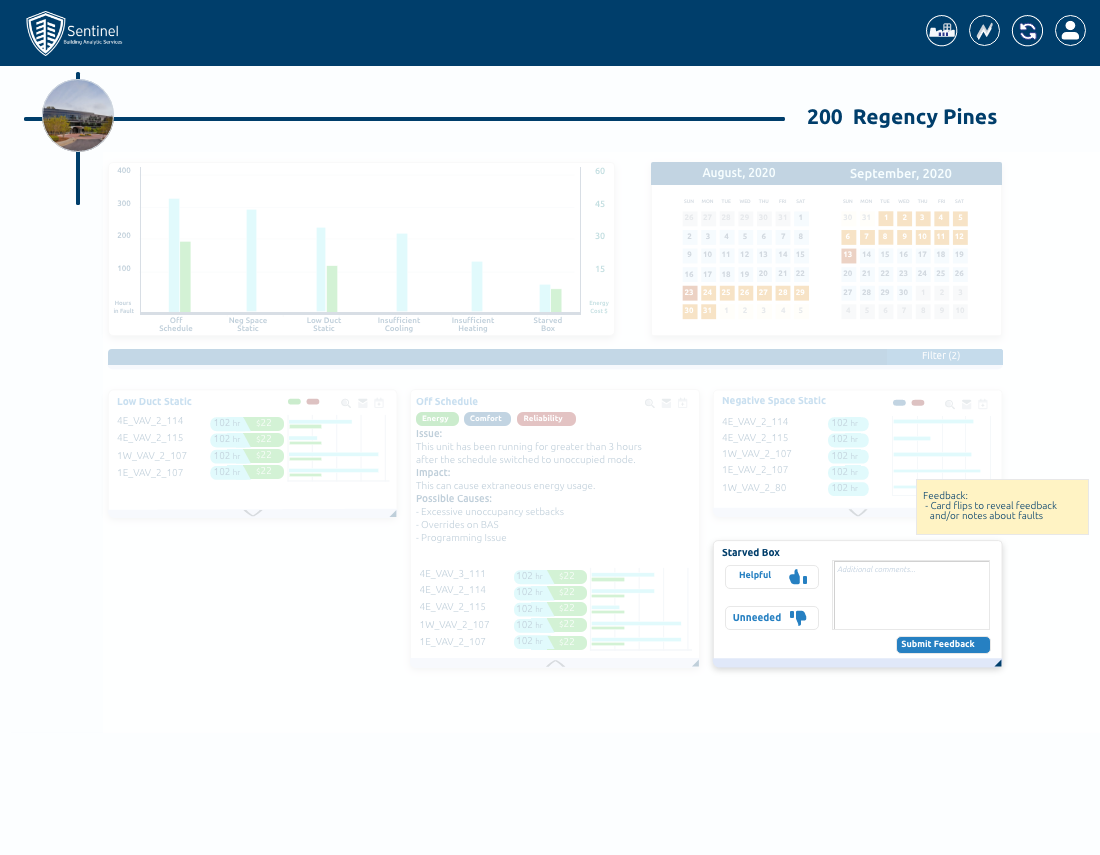 Sentinel
Building Analytic Services
200 Regency Pines
400
300
200
100
Hours
in Fault
60
45
30
15
Energy
Cost $
Off
Schedule
Neg Space
Static
Low Duct
Static
Insufficient
Cooling
Insufficient
Heating
Starved
Box
August, 2020
SUN MON TUE WED THU FRI SAT
26 27 28 29 30 31 1
2 3 4 5 6 7 8
9 10 11 12 13 14 15
16 17 18 19 20 21 22
23 24 25 26 27 28 29
30 31 1 2 3 4 5
September, 2020
SUN MON TUE WED THU FRI SAT
30 31 1 2 3 4 5
6 7 8 9 10 11 12
13 14 15 16 17 18 19
20 21 22 23 24 25 26
27 28 29 30 1 2 3
4 5 6 7 8 9 10
Filter (2)
Low Duct Static
4E_VAV_2_114 102 hr $22
4E_VAV_2_115 102 hr $22
1W_VAV_2_107 102 hr $22
1E_VAV_2_107 102 hr $22
Off Schedule
Energy Comfort Reliability
Issue:
This unit has been running for greater than 3 hours
after the schedule switched to unoccupied mode.
Impact:
This can cause extraneous energy usage.
Possible Causes:
- Excessive unoccupancy setbacks
- Overrides on BAS
- Programming Issue
4E_VAV_3_111 102 hr $22
4E_VAV_2_114 102 hr $22
4E_VAV_2_115 102 hr $22
1W_VAV_2_107 102 hr $22
1E_VAV_2_107 102 hr $22
Negative Space Static
4E_VAV_2_114 102 hr
4E_VAV_2_115 102 hr
1W_VAV_2_107 102 hr
1E_VAV_2_107 102 hr
1W_VAV_2_80 102 hr
Feedback:
- Card flips to reveal feedback
and/or notes about faults
Starved Box
Helpful
Unneeded
Additional comments...
Submit Feedback